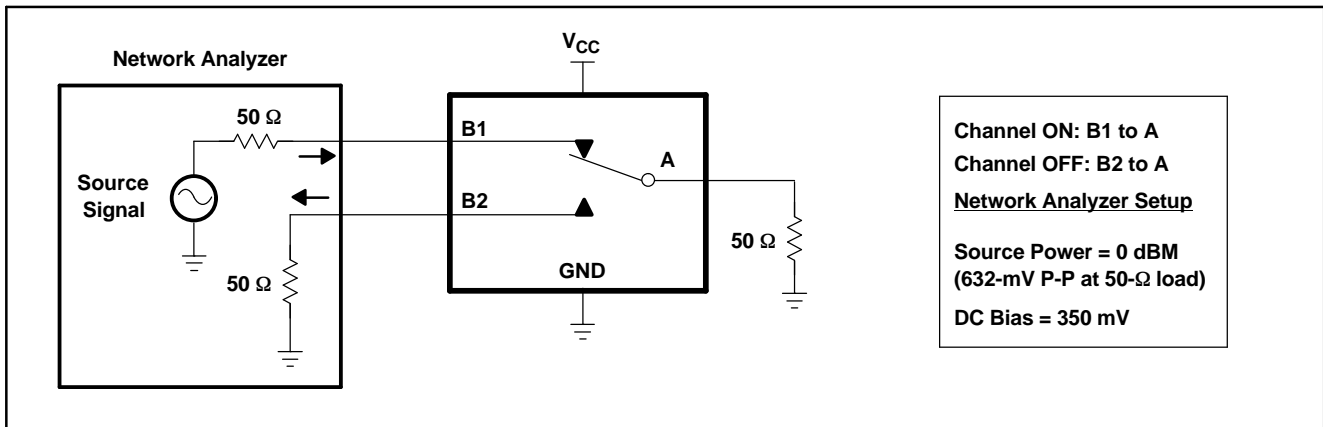 Network Analyzer
50 Ω
Source
Signal
50 Ω
VCC
B1
A
B2
GND
50 Ω
Channel ON: B1 to A
Channel OFF: B2 to A
Network Analyzer Setup
Source Power = 0 dBM
(632-mV P-P at 50-Ω load)
DC Bias = 350 mV